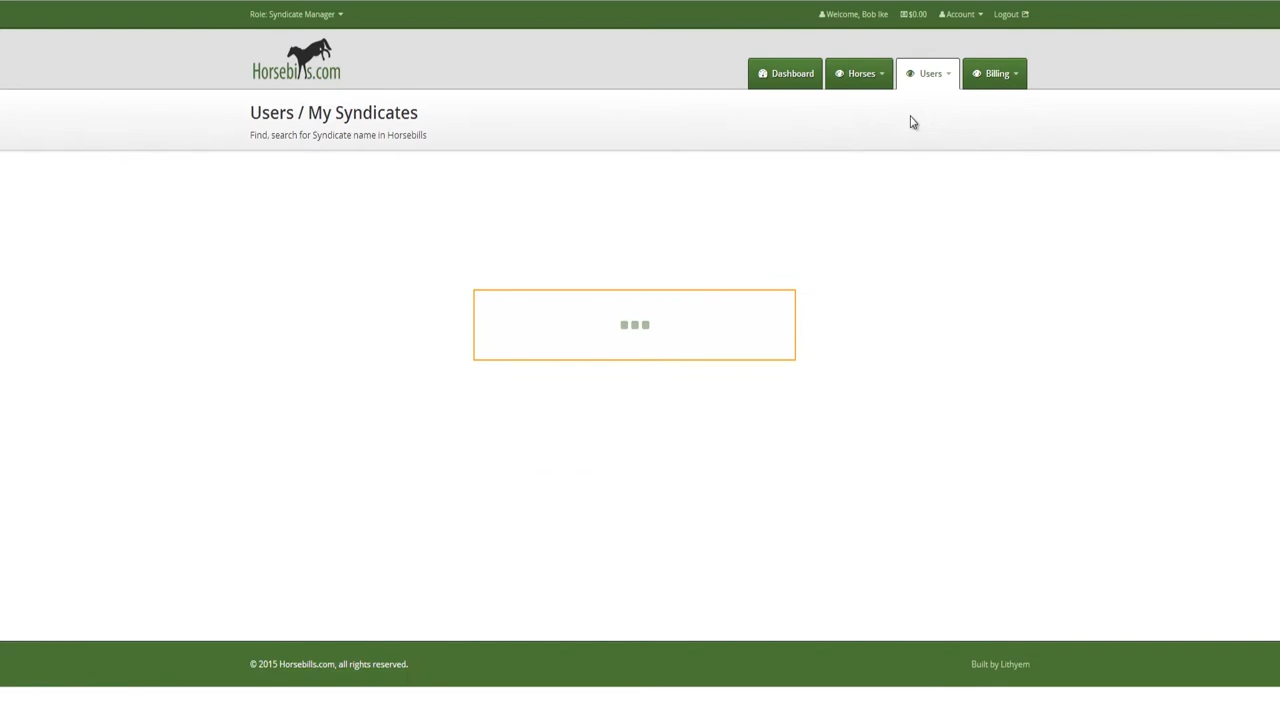 Role: Syndicate Manager
Welcome, Bob Ike
$0.00
Account
Logout
Horsebills.com
Dashboard
Horses
Users
Billing
Users / My Syndicates
Find, search for Syndicate name in Horsebills
© 2015 Horsebills.com, all rights reserved.
Built by Lithyem